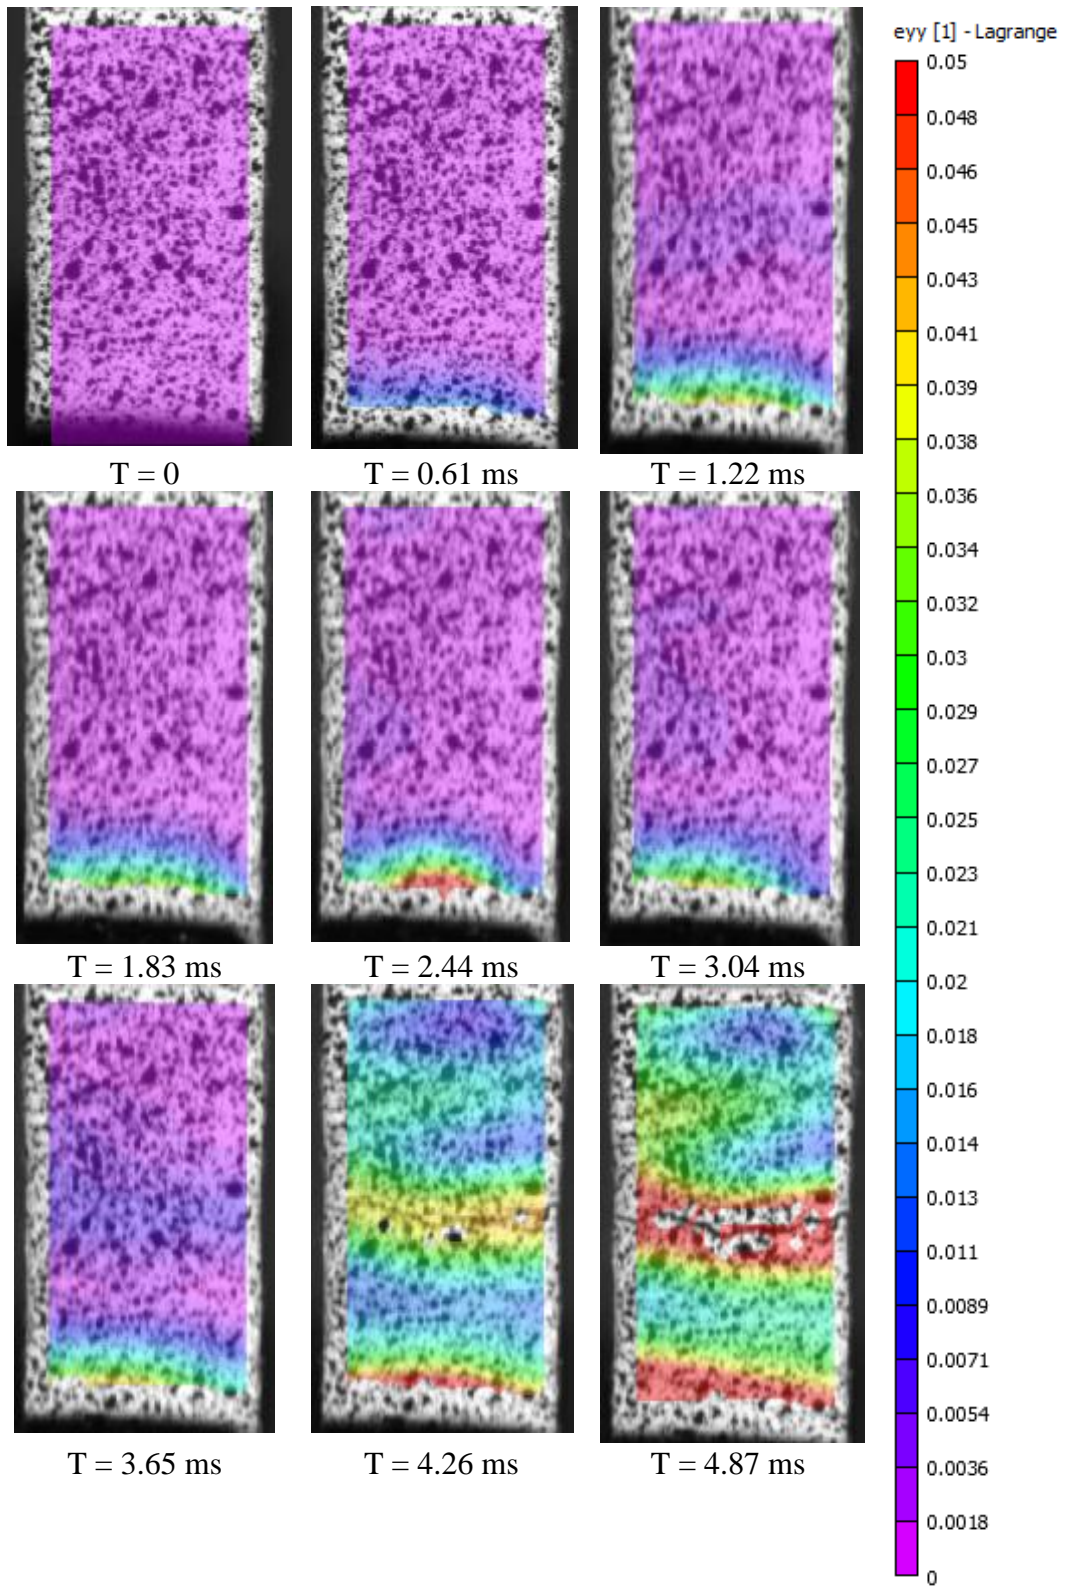 eyy [1] - Lagrange
0.05
0.048
0.046
0.045
0.043
0.041
0.039
0.038
0.036
0.034
0.032
0.03
0.029
0.027
0.025
0.023
0.021
0.02
0.018
0.016
0.014
0.013
0.011
0.0089
0.0071
0.0054
0.0036
0.0018
0
T = 0
T = 0.61 ms
T = 1.22 ms
T = 1.83 ms
T = 2.44 ms
T = 3.04 ms
T = 3.65 ms
T = 4.26 ms
T = 4.87 ms